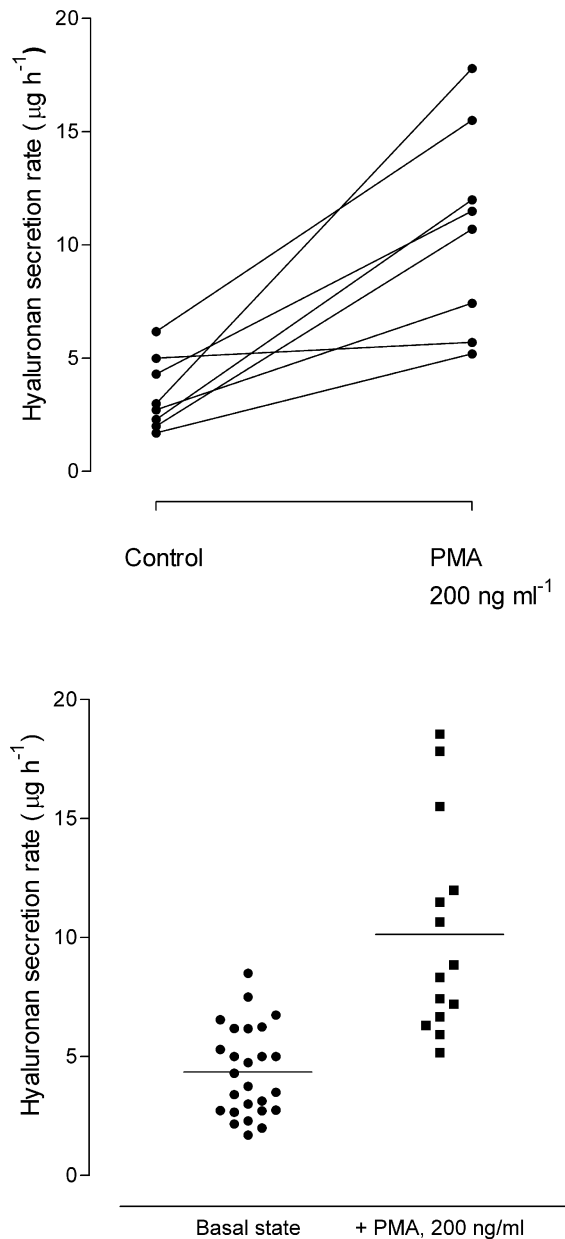 Hyaluronan secretion rate ( μg h⁻¹)
20
15
10
5
0
Control
PMA
200 ng ml⁻¹
Hyaluronan secretion rate ( μg h⁻¹)
20
15
10
5
0
Basal state
+ PMA, 200 ng/ml